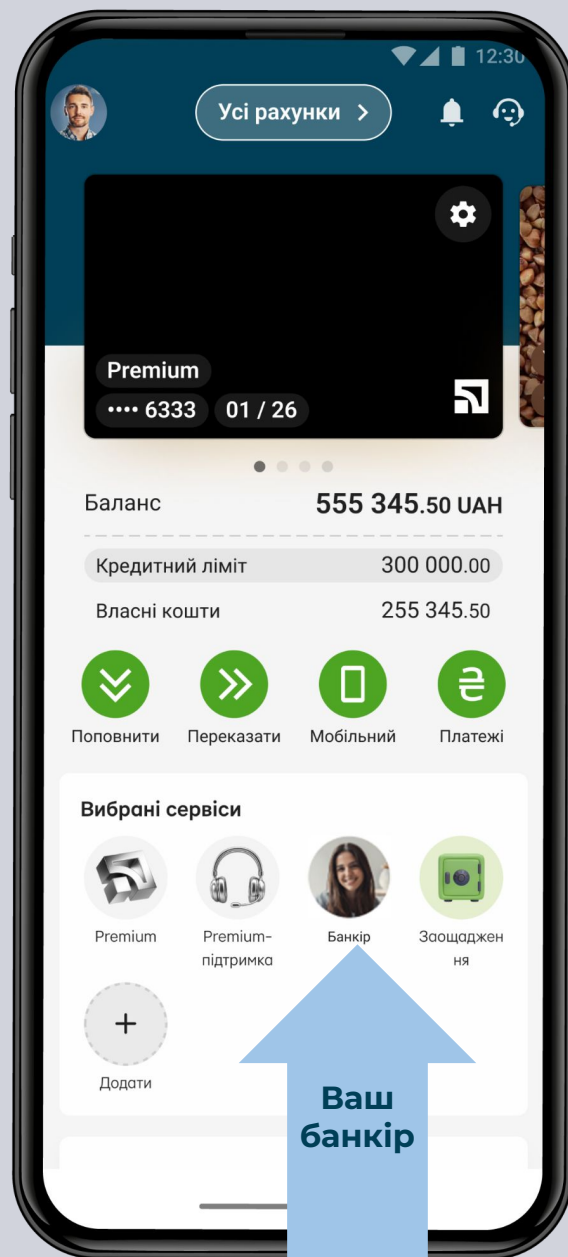 12:30
Усі рахунки >
Premium
•••• 6333 01 / 26
Баланс 555 345.50 UAH
Кредитний ліміт 300 000.00
Власні кошти 255 345.50
Поповнити Переказати Мобільний Платежі
Вибрані сервіси
Premium Premium- Банкір Заощаджен
підтримка ня
Додати
Ваш
банкір